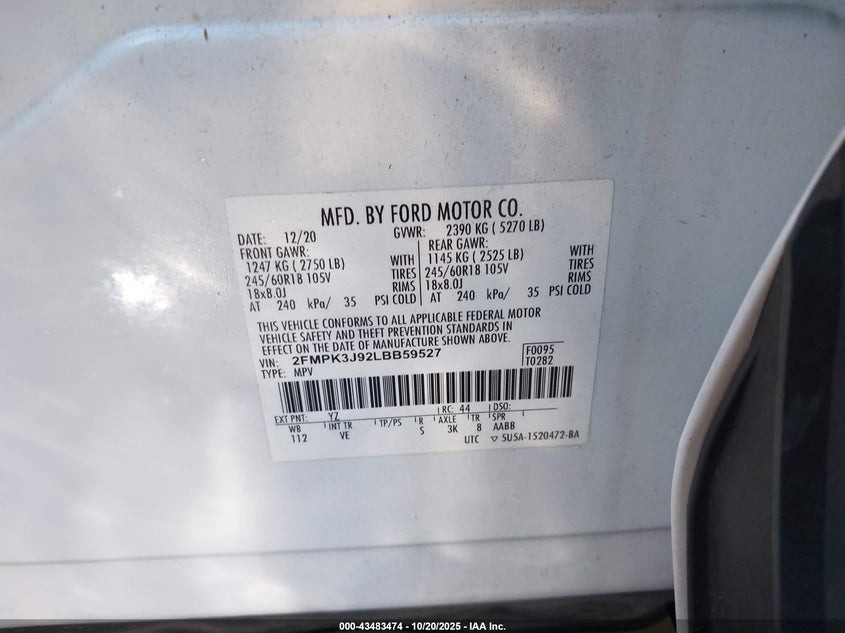 MFD. BY FORD MOTOR CO.
DATE: 12/20 GVWR: 2390 KG ( 5270 LB)
FRONT GAWR: REAR GAWR:
1247 KG ( 2750 LB) WITH 1145 KG ( 2525 LB) WITH
245/60R18 105V TIRES 245/60R18 105V TIRES
18x8.0J RIMS 18x8.0J RIMS
AT 240 kPa/ 35 PSI COLD AT 240 kPa/ 35 PSI COLD
THIS VEHICLE CONFORMS TO ALL APPLICABLE FEDERAL MOTOR
VEHICLE SAFETY AND THEFT PREVENTION STANDARDS IN
EFFECT ON THE DATE OF MANUFACTURE SHOWN ABOVE.
VIN: 2FMPK3J92LBB59527 F0095
TYPE: MPV T0282
EXT PNT: YZ RC: 44 DSO:
WB INT TR TP/PS R AXLE TR SPR
112 VE S 3K 8 AABB
UTC ▽ 5U5A-1520472-BA
000-43483474 | 10/20/2025 - IAA Inc.